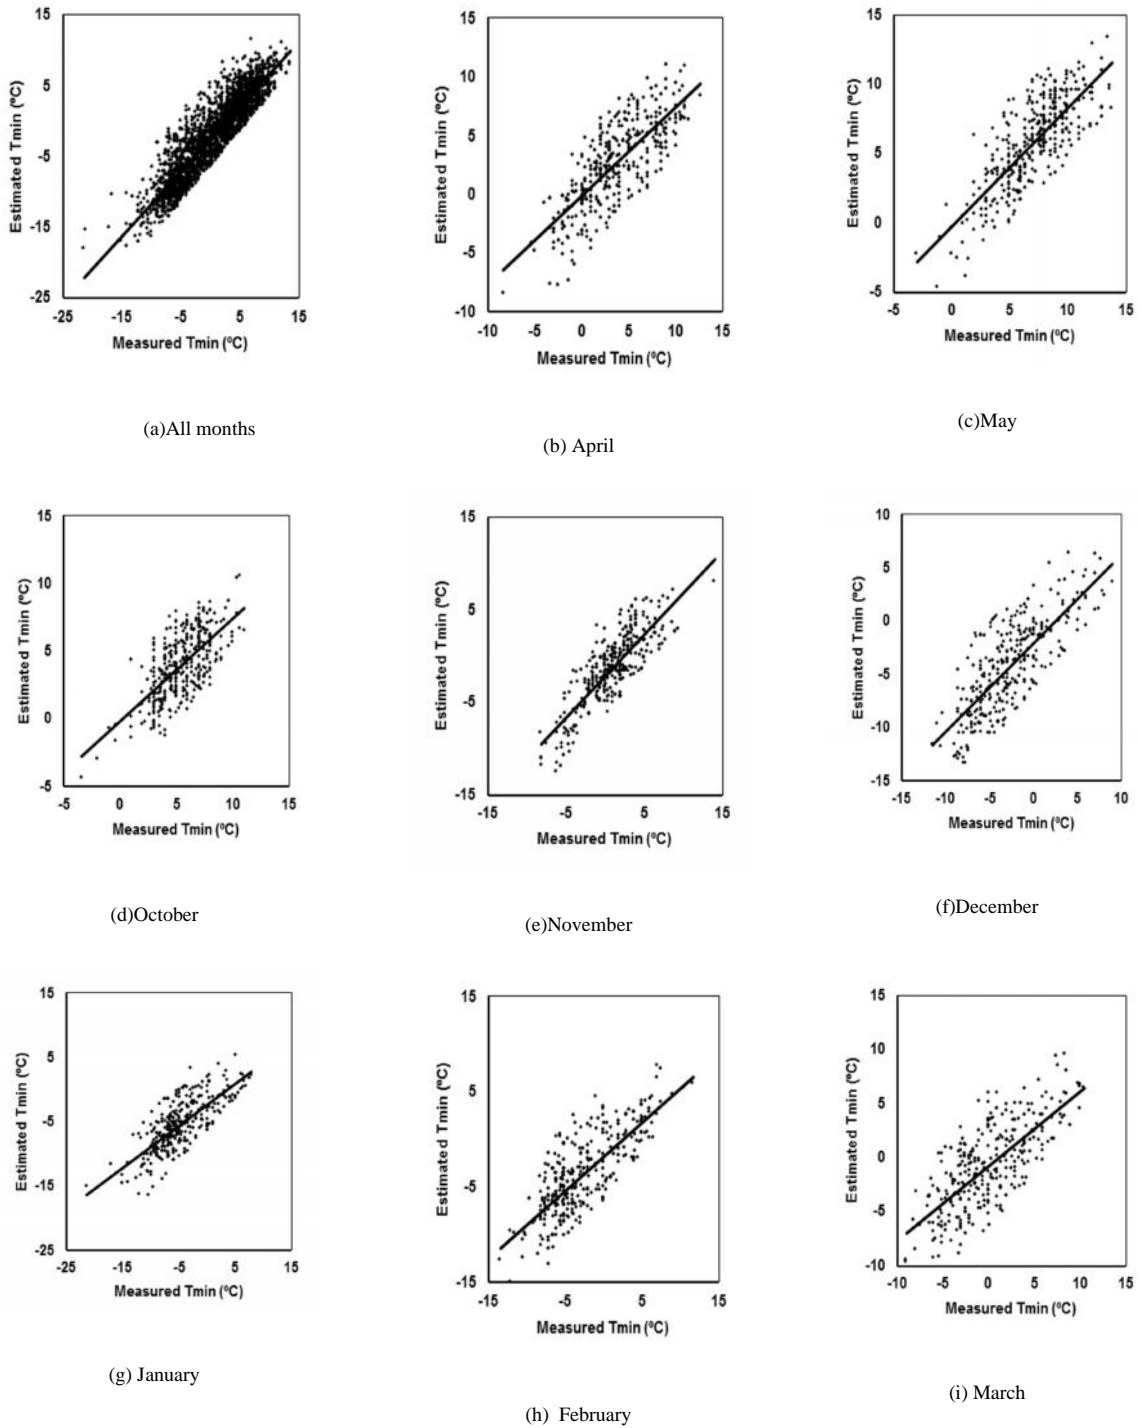 15
5
-5
-15
-25
Estimated Tmin (ºC)
-25 -15 -5 5 15
Measured Tmin (ºC)
(a)All months
15
10
5
0
-5
-10
Estimated Tmin (ºC)
-10 -5 0 5 10 15
Measured Tmin (ºC)
(b) April
15
10
5
0
-5
Estimated Tmin (ºC)
-5 0 5 10 15
Measured Tmin (ºC)
(c)May
15
10
5
0
-5
Estimated Tmin (ºC)
-5 0 5 10 15
Measured Tmin (ºC)
(d)October
15
5
-5
-15
Estimated Tmin (ºC)
-15 -5 5 15
Measured Tmin (ºC)
(e)November
10
5
0
-5
-10
-15
Estimated Tmin (ºC)
-15 -10 -5 0 5 10
Measured Tmin (ºC)
(f)December
15
5
-5
-15
-25
Estimated Tmin (ºC)
-25 -15 -5 5 15
Measured Tmin (ºC)
(g) January
15
5
-5
-15
Estimated Tmin (ºC)
-15 -5 5 15
Measured Tmin (ºC)
(h) February
15
10
5
0
-5
-10
Estimated Tmin (ºC)
-10 -5 0 5 10 15
Measured Tmin (ºC)
(i) March